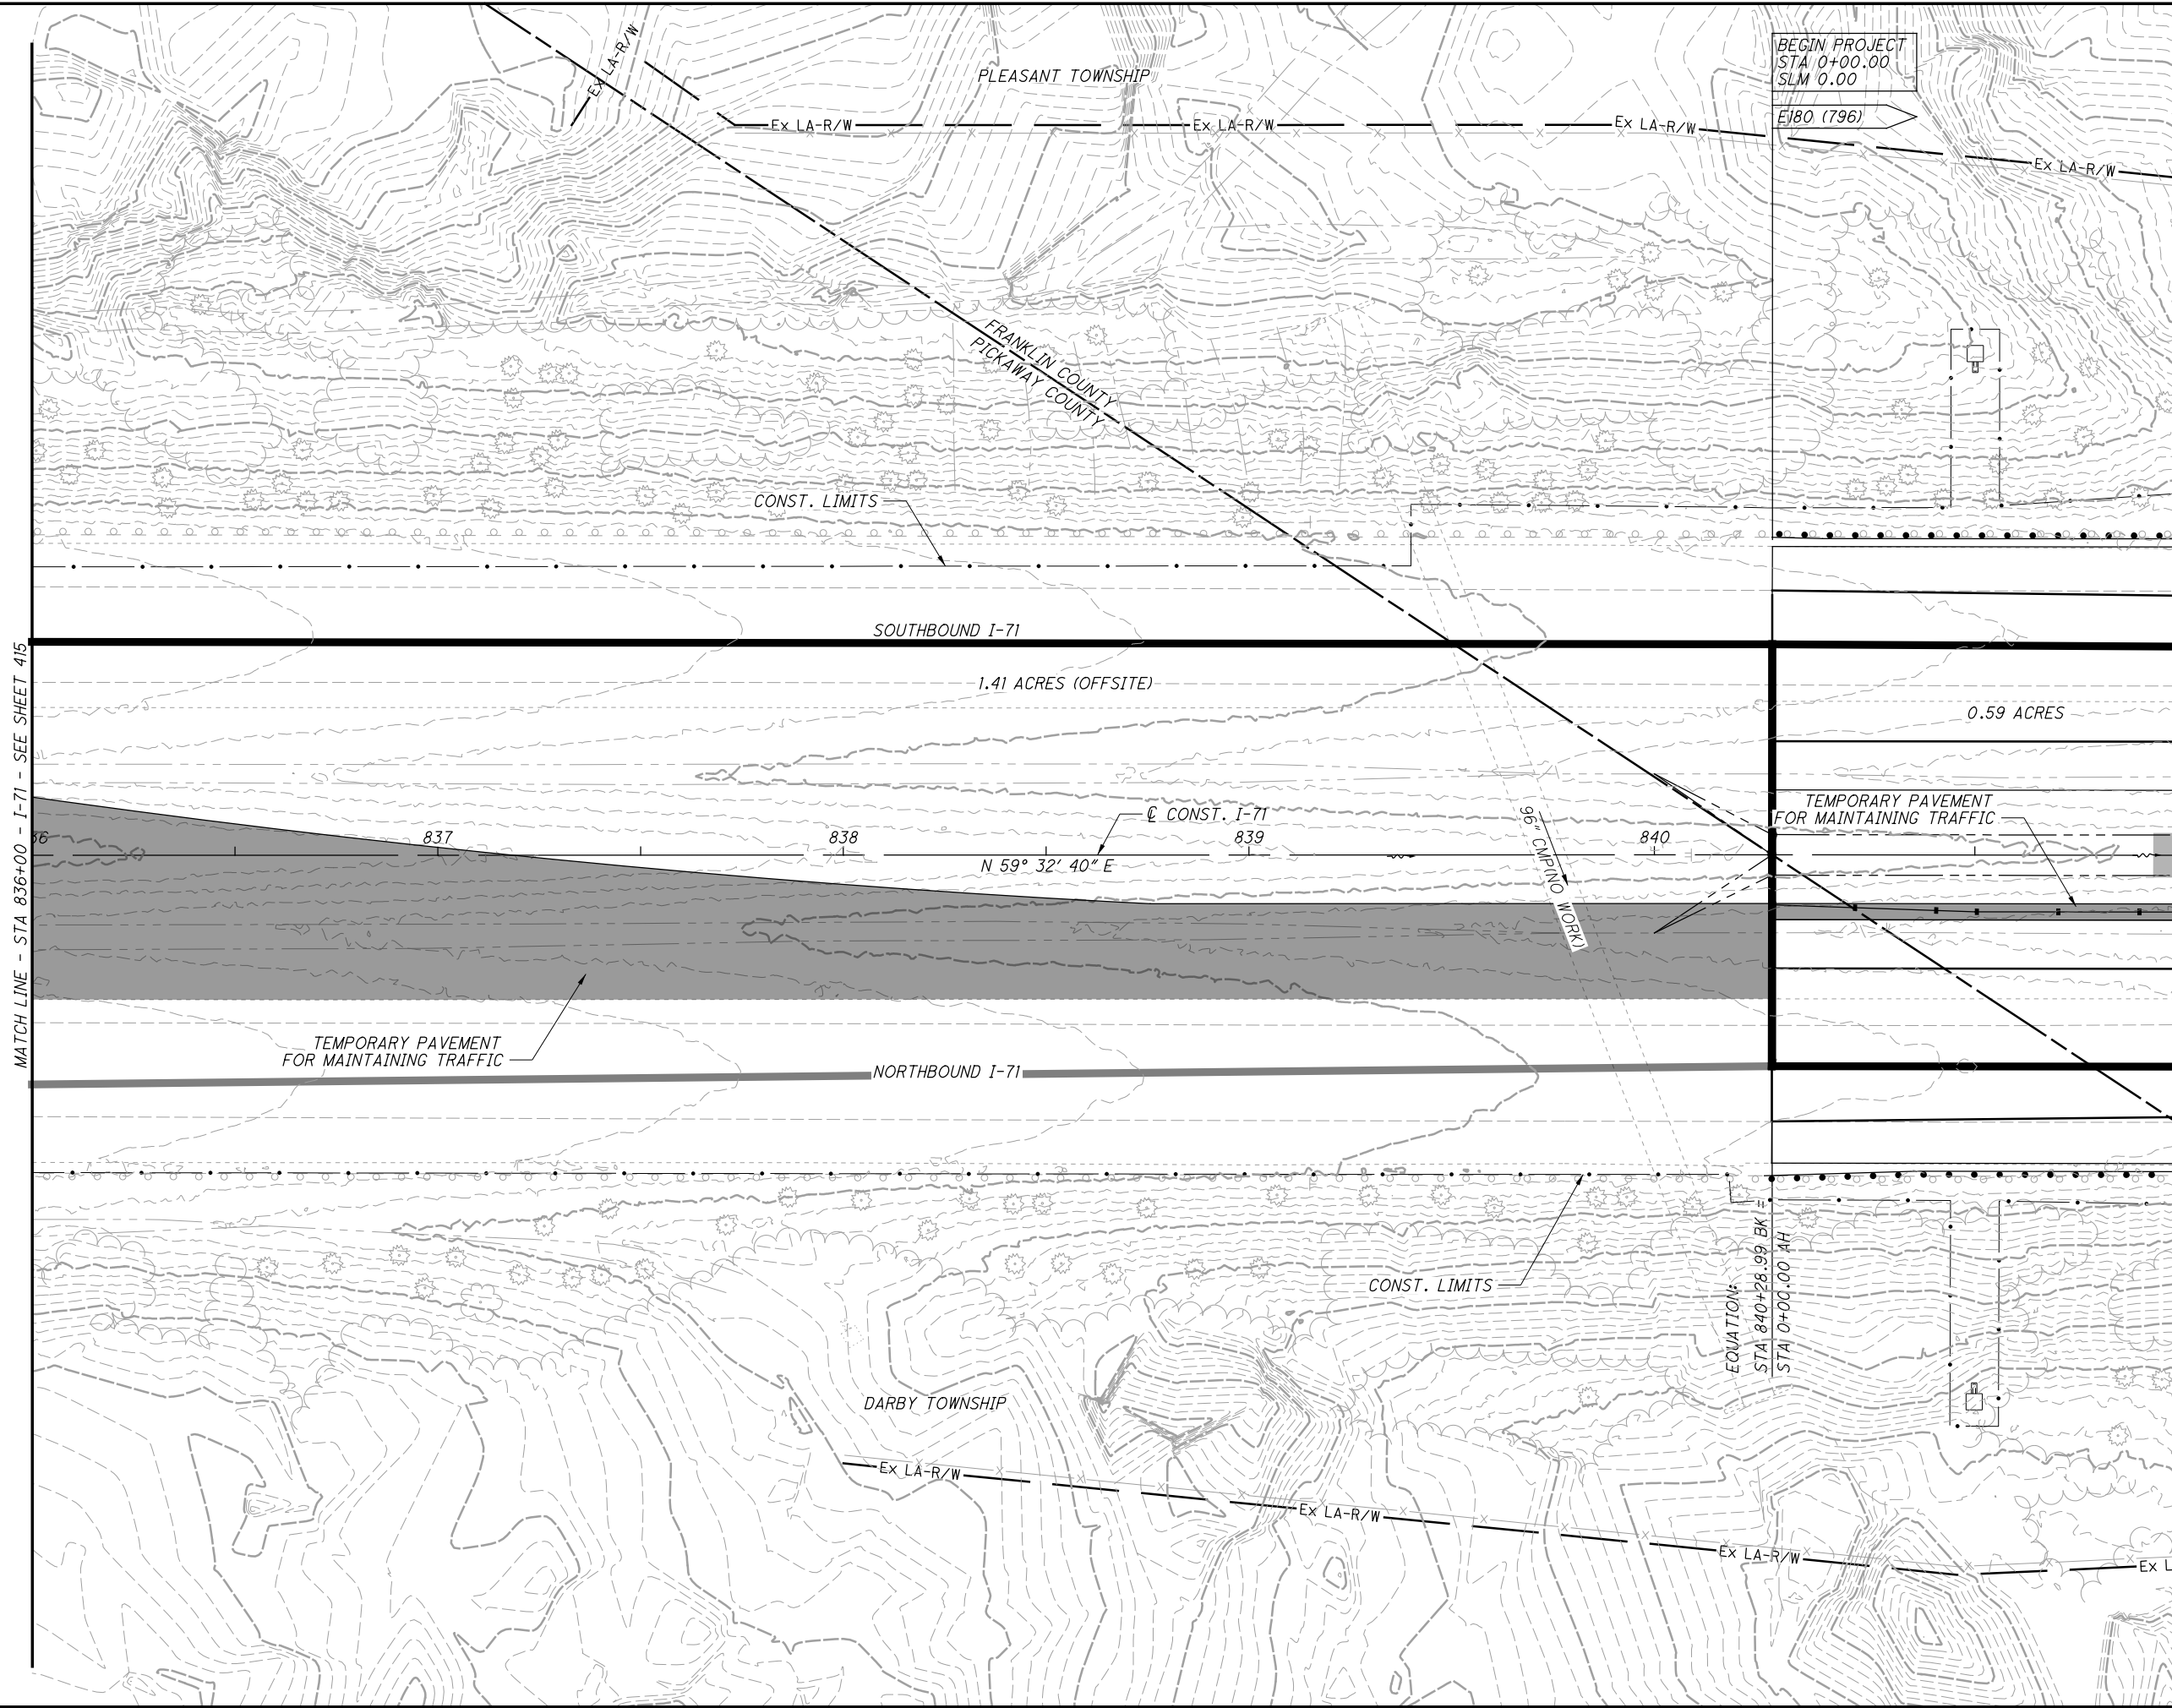 BEGIN PROJECT
STA 0+00.00
SLM 0.00
E180 (796)
PLEASANT TOWNSHIP
Ex LA-R/W
Ex LA-R/W
Ex LA-R/W
Ex LA-R/W
Ex LA-R/W
FRANKLIN COUNTY
PICKAWAY COUNTY
CONST. LIMITS
SOUTHBOUND I-71
1.41 ACRES (OFFSITE)
0.59 ACRES
MATCH LINE - STA 836+00 - I-71 - SEE SHEET 415
TEMPORARY PAVEMENT
FOR MAINTAINING TRAFFIC
℄ CONST. I-71
36
837
838
839
840
N 59° 32' 40" E
96" CMP(NO WORK)
TEMPORARY PAVEMENT
FOR MAINTAINING TRAFFIC
NORTHBOUND I-71
CONST. LIMITS
EQUATION:
STA 840+28.99 BK =
STA 0+00.00 AH
DARBY TOWNSHIP
Ex LA-R/W
Ex LA-R/W
Ex LA-R/W
Ex L